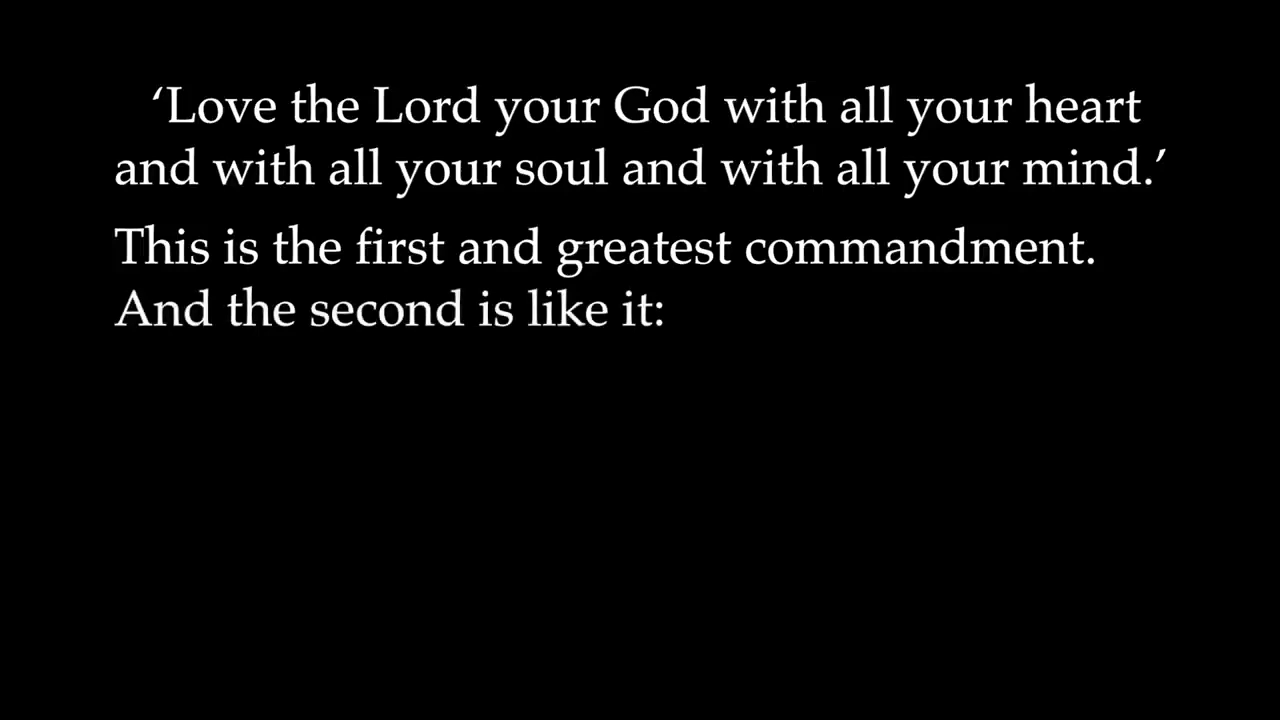 ‘Love the Lord your God with all your heart
and with all your soul and with all your mind.’
This is the first and greatest commandment.
And the second is like it: